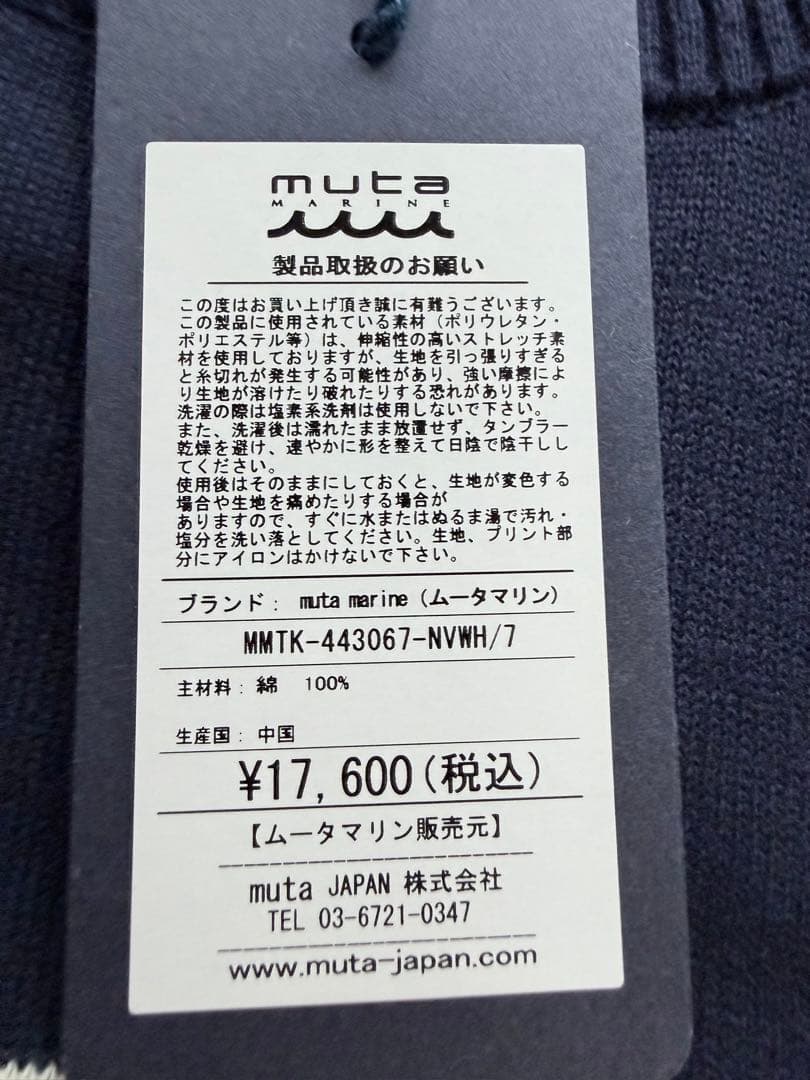 muta
MARINE
製品取扱のお願い
この度はお買い上げ頂き誠に有難うございます。
この製品に使用されている素材（ポリウレタン・
ポリエステル等）は、伸縮性の高いストレッチ素
材を使用しておりますが、生地を引っ張りすぎる
と糸切れが発生する可能性があり、強い摩擦によ
り生地が溶けたり破れたりする恐れがあります。
洗濯の際は塩素系洗剤は使用しないで下さい。
また、洗濯後は濡れたまま放置せず、タンブラー
乾燥を避け、速やかに形を整えて日陰で陰干しし
てください。
使用後はそのままにしておくと、生地が変色する
場合や生地を痛めたりする場合が
ありますので、すぐに水またはぬるま湯で汚れ・
塩分を洗い落としてください。生地、プリント部
分にアイロンはかけないで下さい。
ブランド： muta marine（ムータマリン）
MMTK-443067-NVWH/7
主材料：綿 100%
生産国：中国
¥17,600(税込)
【ムータマリン販売元】
muta JAPAN 株式会社
TEL 03-6721-0347
www.muta-japan.com